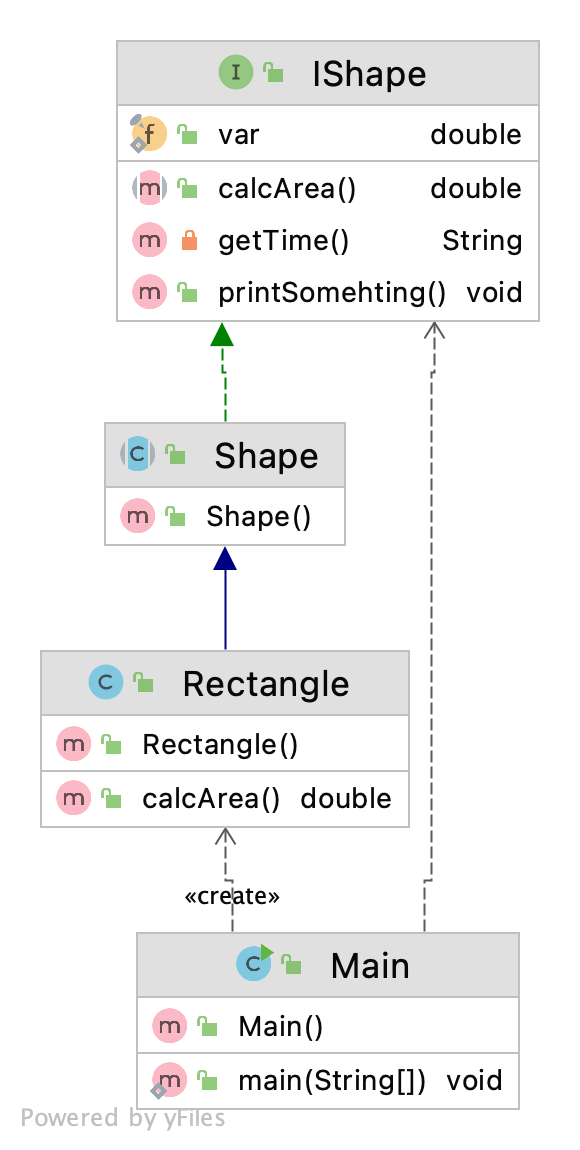 IShape
var double
calcArea() double
getTime() String
printSomehting() void
Shape
Shape()
Rectangle
Rectangle()
calcArea() double
«create»
Main
Main()
main(String[]) void
Powered by yFiles